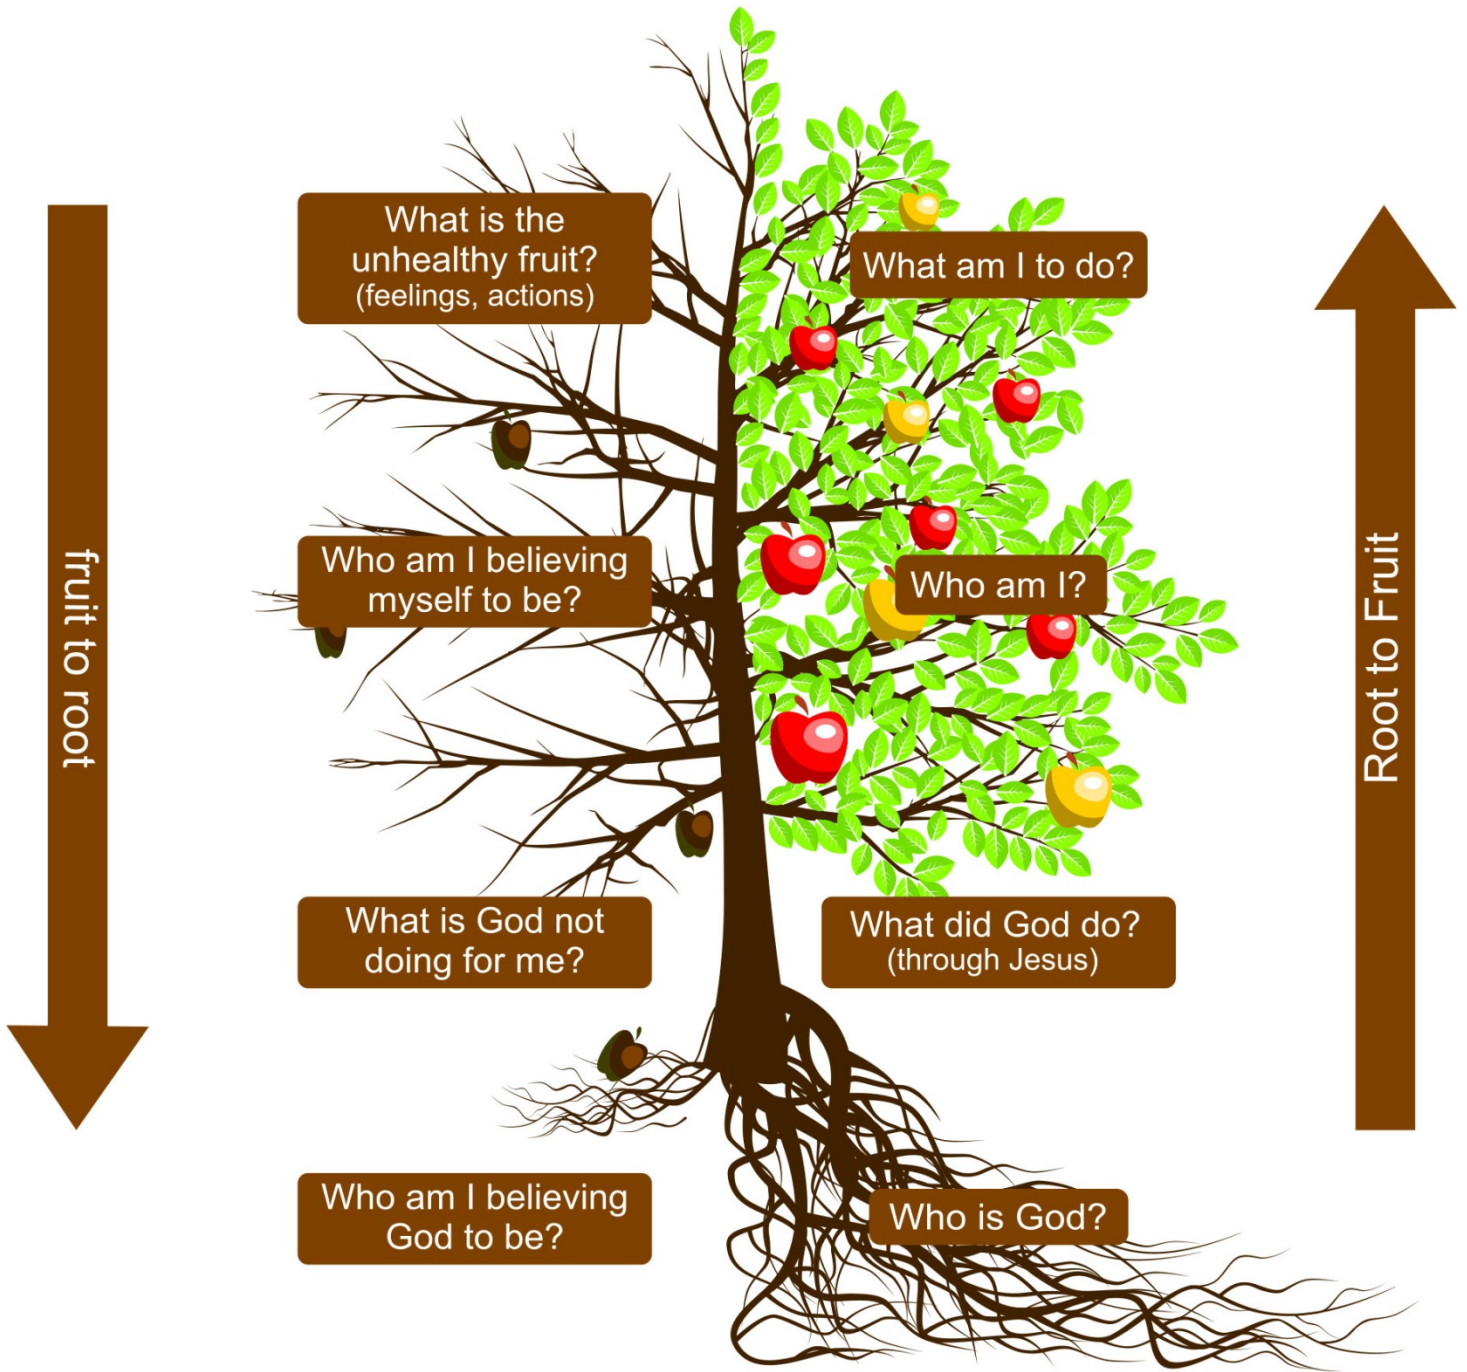 fruit to root
What is the
unhealthy fruit?
(feelings, actions)
Who am I believing
myself to be?
What is God not
doing for me?
Who am I believing
God to be?
What am I to do?
Who am I?
What did God do?
(through Jesus)
Who is God?
Root to Fruit